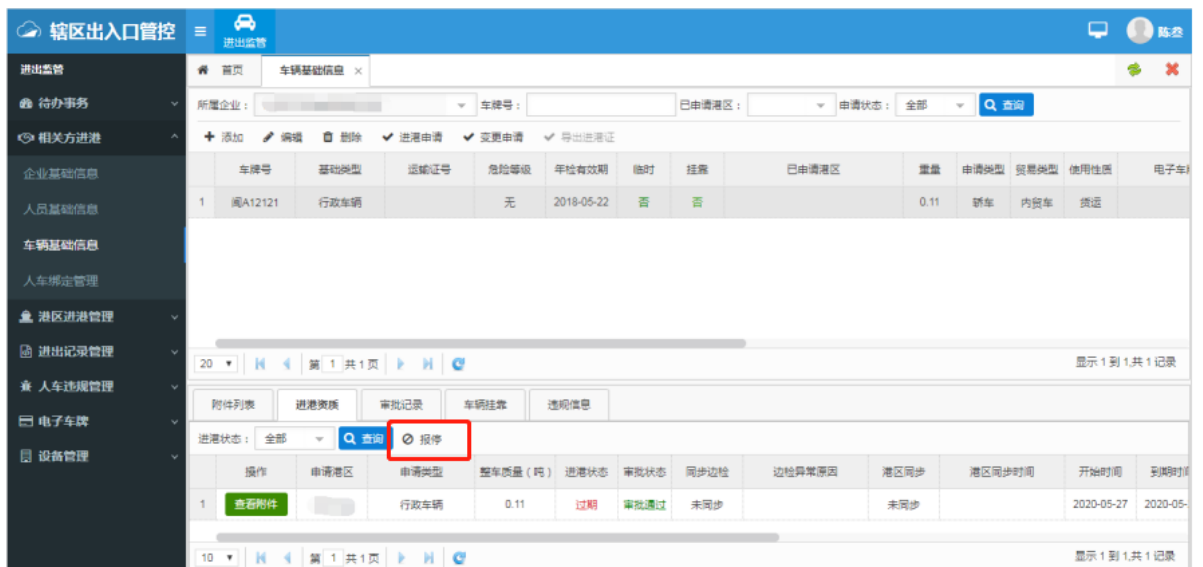 辖区出入口管控
进出监管
陈叁
进出监管
首页
车辆基础信息 ×
待办事务
所属企业：
车牌号：
已申请港区：
申请状态：
全部
查询
相关方进港
添加
编辑
删除
进港申请
变更申请
导出进港证
企业基础信息
人员基础信息
车辆基础信息
人车绑定管理
港区进港管理
进出记录管理
人车违规管理
电子车牌
设备管理
车牌号 基础类型 运输证号 危险等级 年检有效期 临时 挂靠 已申请港区 重量 申请类型 贸易类型 使用性质 电子车
1 闽A12121 行政车辆 无 2018-05-22 否 否 0.11 轿车 内贸车 货运
20 第 1 共1页
显示1到1,共1记录
附件列表 进港资质 审批记录 车辆挂靠 违规信息
进港状态： 全部 查询 报停
操作 申请港区 申请类型 整车质量（吨） 进港状态 审批状态 同步边检 边检异常原因 港区同步 港区同步时间 开始时间 到期时间
1 查看附件 行政车辆 0.11 过期 审批通过 未同步 未同步 2020-05-27 2020-05-
10 第 1 共1页
显示1到1,共1记录